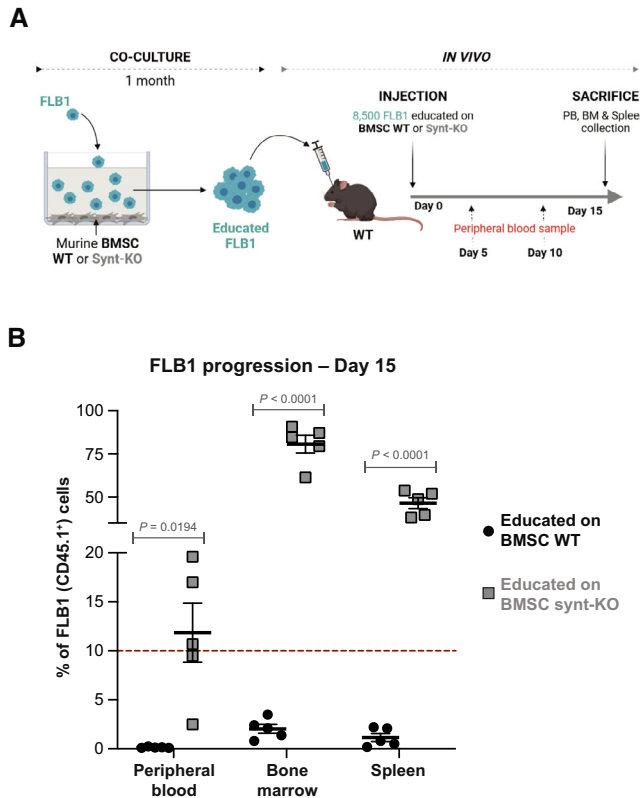 A
CO-CULTURE
1 month
FLB1
Murine BMSC
WT or Synt-KO
Educated
FLB1
IN VIVO
INJECTION
8,500 FLB1 educated on
BMSC WT or Synt-KO
SACRIFICE
PB, BM & Splee
collection
WT
Day 0
Day 15
Peripheral blood sample
Day 5
Day 10
B
FLB1 progression – Day 15
% of FLB1 (CD45.1⁺) cells
100
75
50
20
15
10
5
0
P = 0.0194
P < 0.0001
P < 0.0001
Peripheral
blood
Bone
marrow
Spleen
Educated on
BMSC WT
Educated on
BMSC synt-KO